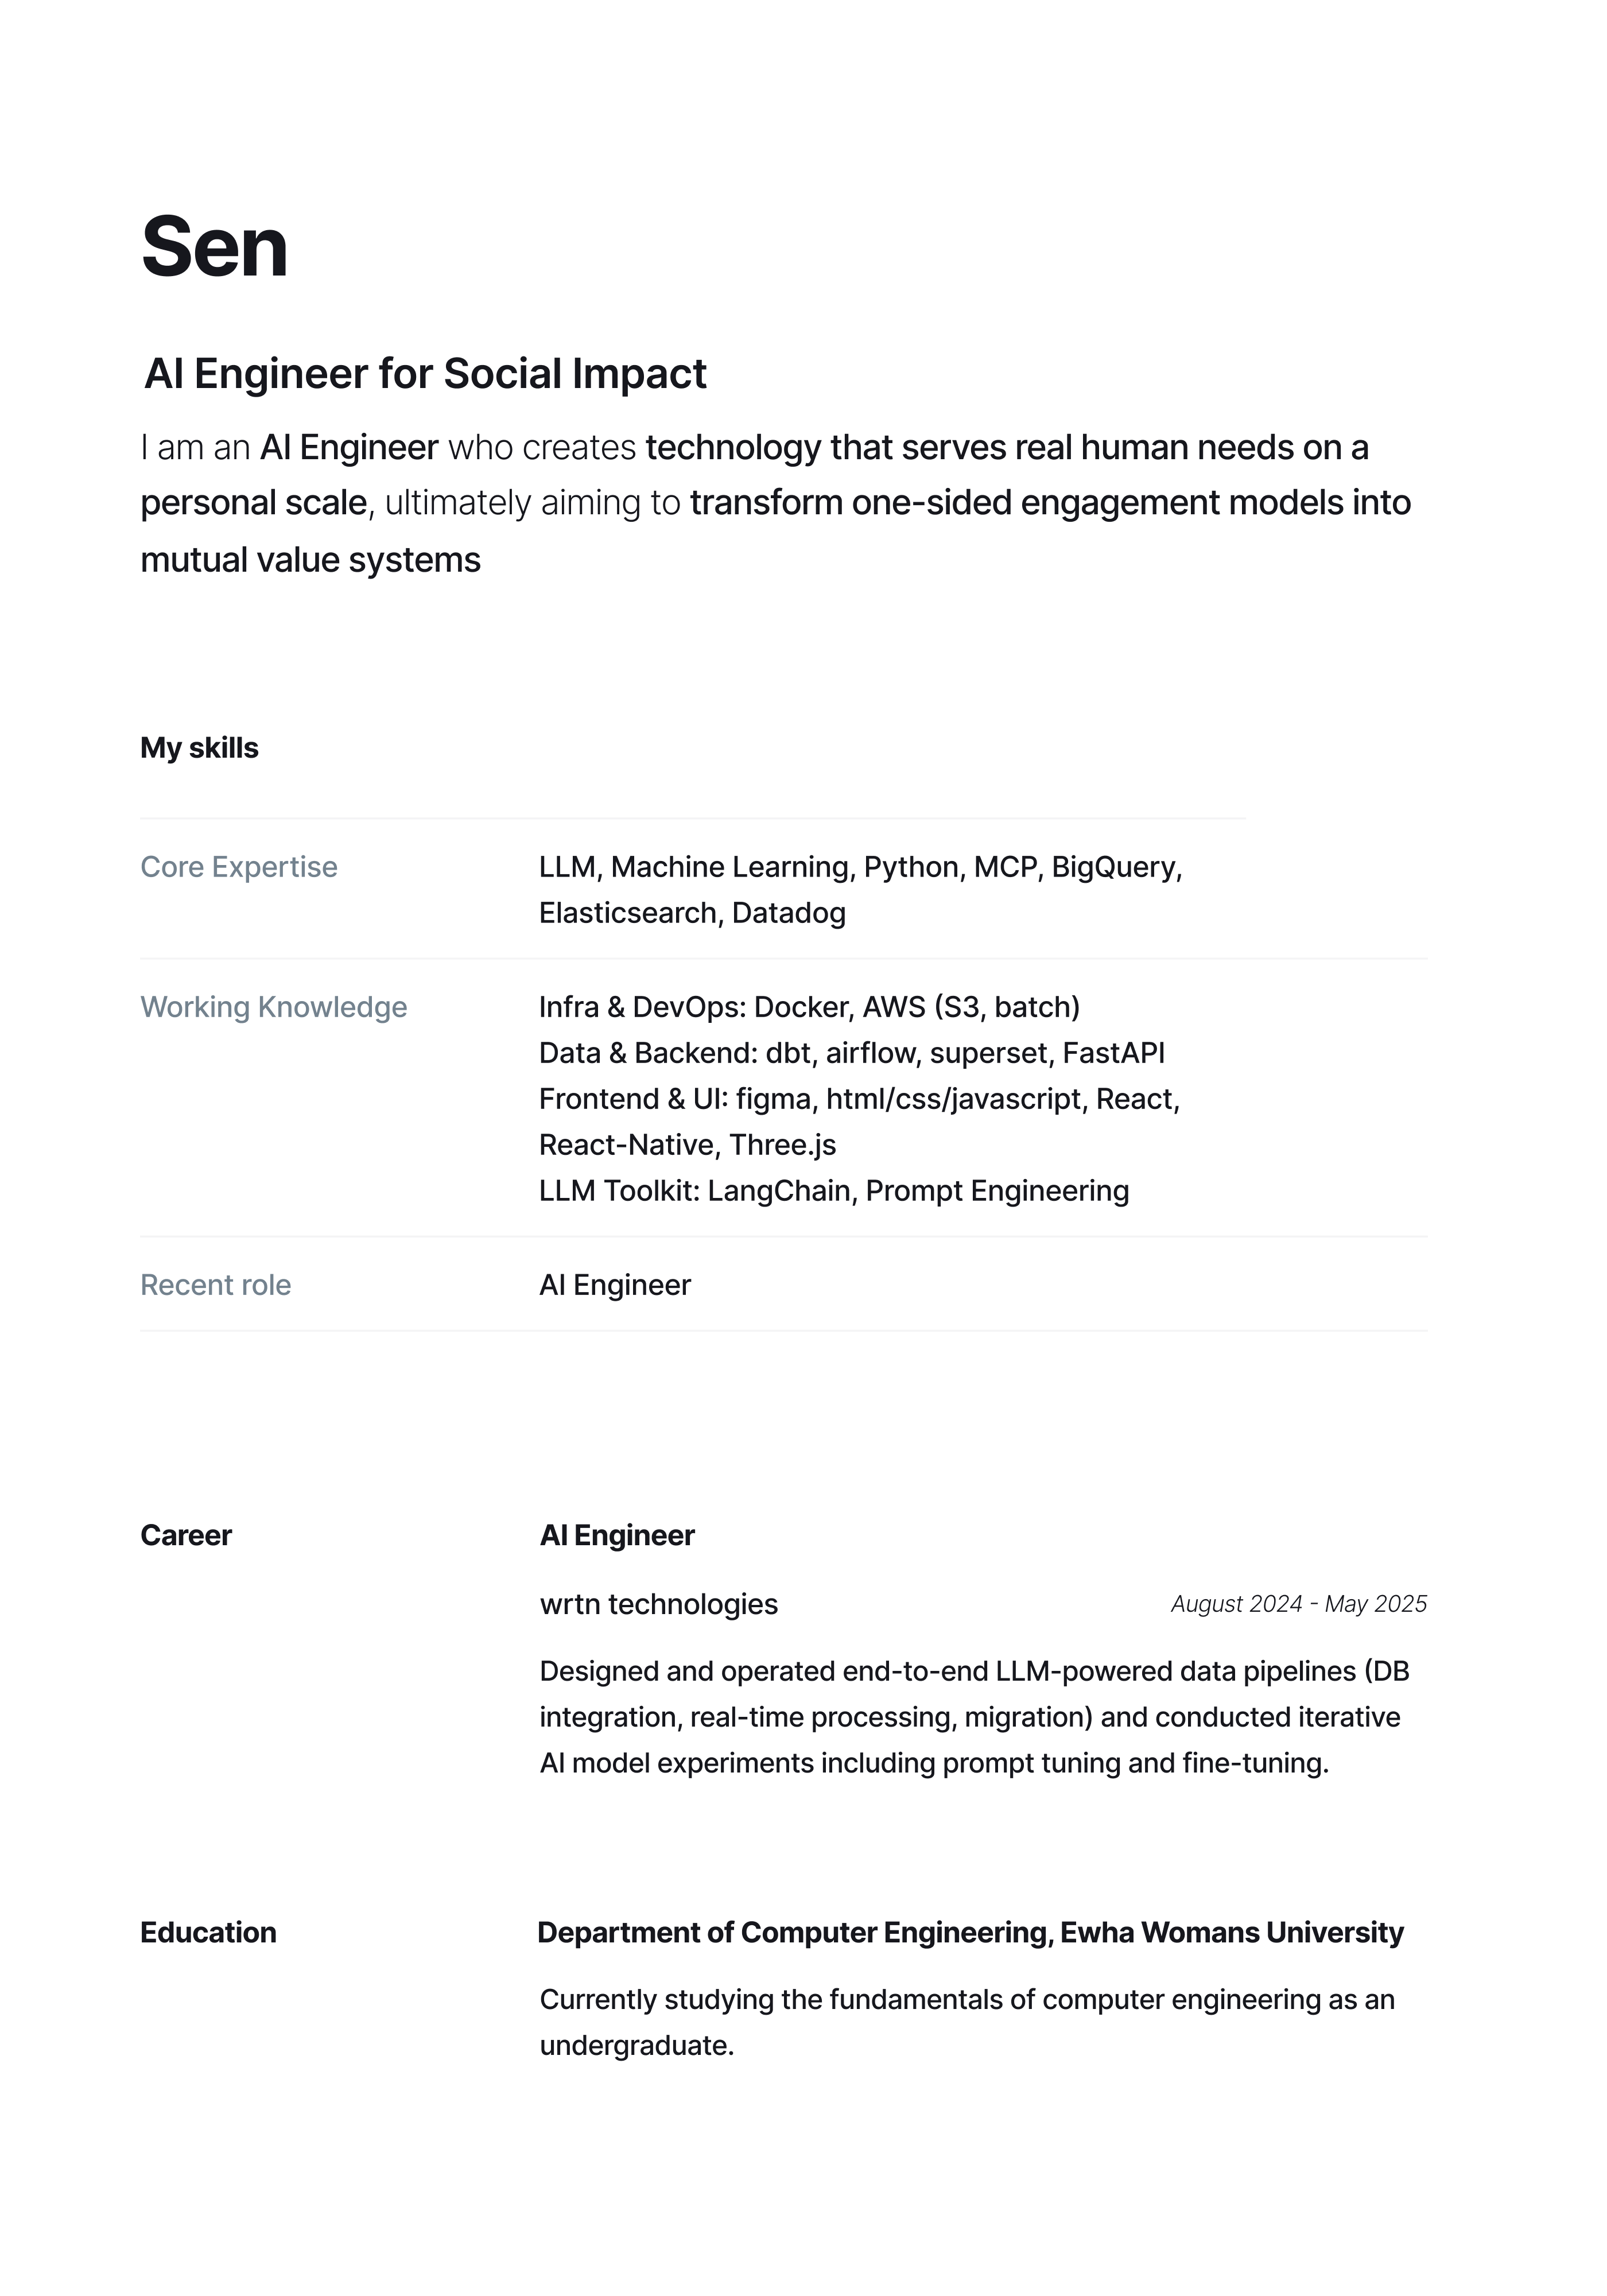 Sen
AI Engineer for Social Impact
I am an AI Engineer who creates technology that serves real human needs on a
personal scale, ultimately aiming to transform one-sided engagement models into
mutual value systems
My skills
Core Expertise
LLM, Machine Learning, Python, MCP, BigQuery,
Elasticsearch, Datadog
Working Knowledge
Infra & DevOps: Docker, AWS (S3, batch)
Data & Backend: dbt, airflow, superset, FastAPI
Frontend & UI: figma, html/css/javascript, React,
React-Native, Three.js
LLM Toolkit: LangChain, Prompt Engineering
Recent role
AI Engineer
Career
AI Engineer
wrtn technologies
August 2024 - May 2025
Designed and operated end-to-end LLM-powered data pipelines (DB
integration, real-time processing, migration) and conducted iterative
AI model experiments including prompt tuning and fine-tuning.
Education
Department of Computer Engineering, Ewha Womans University
Currently studying the fundamentals of computer engineering as an
undergraduate.